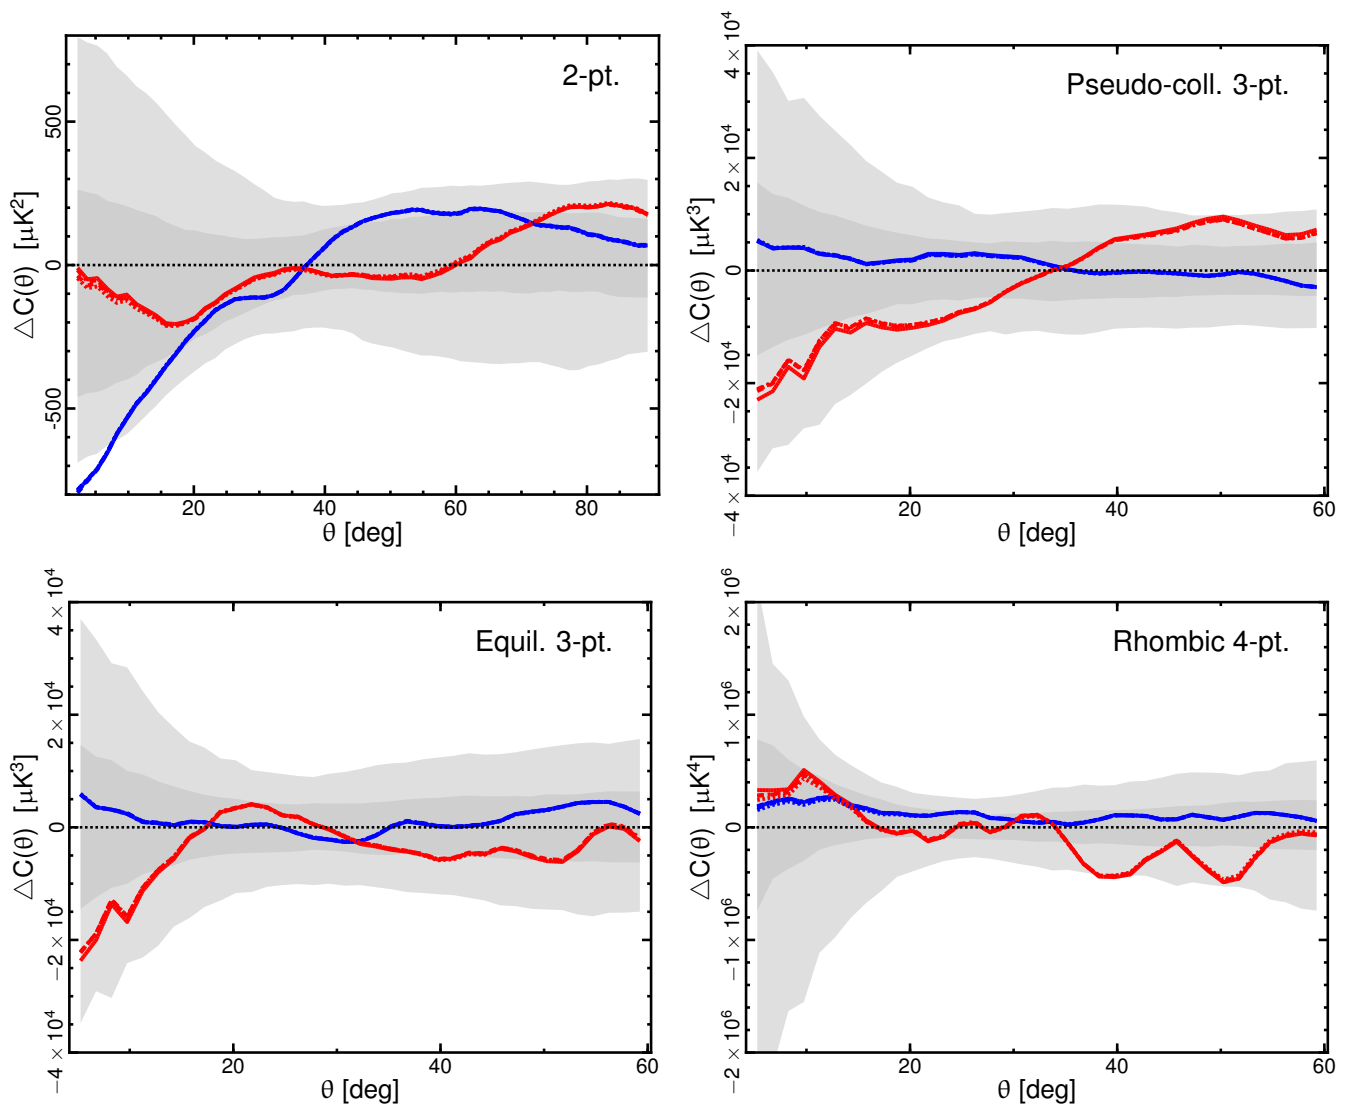 2-pt.
500
0
-500
△C(θ) [μK²]
20
40
60
80
θ [deg]
Pseudo-coll. 3-pt.
4 × 10⁴
2 × 10⁴
0
−2 × 10⁴
−4 × 10⁴
△C(θ) [μK³]
20
40
60
θ [deg]
Equil. 3-pt.
4 × 10⁴
2 × 10⁴
0
−2 × 10⁴
−4 × 10⁴
△C(θ) [μK³]
20
40
60
θ [deg]
Rhombic 4-pt.
2 × 10⁶
1 × 10⁶
0
−1 × 10⁶
−2 × 10⁶
△C(θ) [μK⁴]
20
40
60
θ [deg]